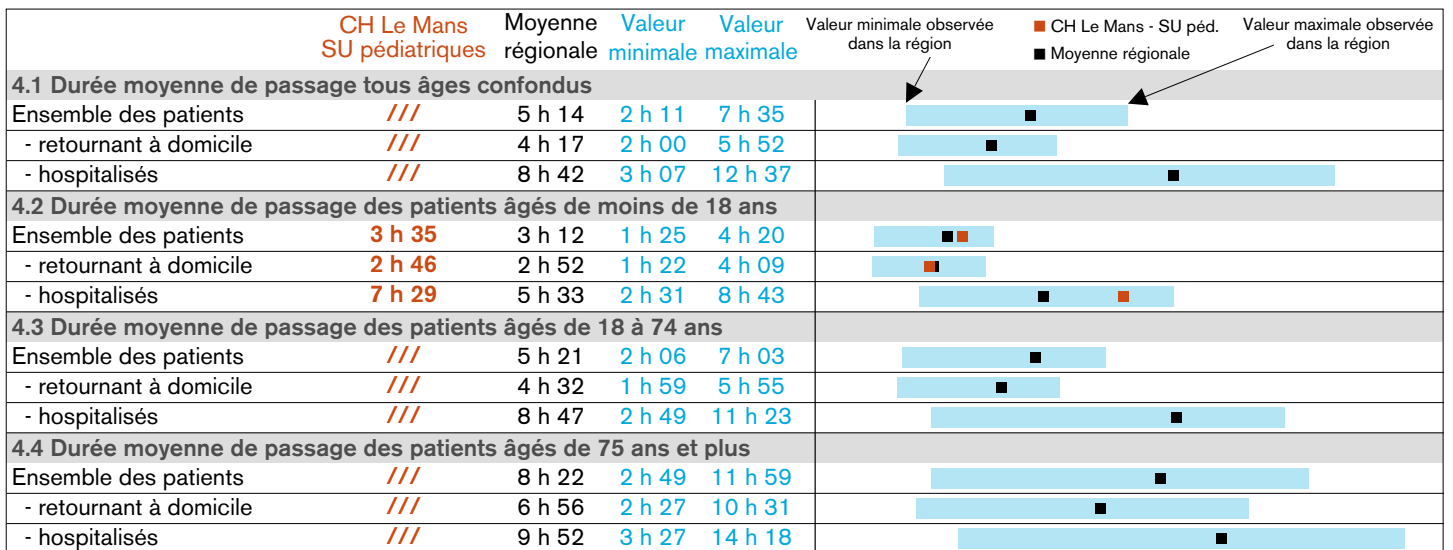 CH Le Mans SU pédiatriques Moyenne régionale Valeur minimale Valeur maximale
Valeur minimale observée dans la région
CH Le Mans - SU péd.
Moyenne régionale
Valeur maximale observée dans la région
4.1 Durée moyenne de passage tous âges confondus
Ensemble des patients /// 5 h 14 2 h 11 7 h 35
- retournant à domicile /// 4 h 17 2 h 00 5 h 52
- hospitalisés /// 8 h 42 3 h 07 12 h 37
4.2 Durée moyenne de passage des patients âgés de moins de 18 ans
Ensemble des patients 3 h 35 3 h 12 1 h 25 4 h 20
- retournant à domicile 2 h 46 2 h 52 1 h 22 4 h 09
- hospitalisés 7 h 29 5 h 33 2 h 31 8 h 43
4.3 Durée moyenne de passage des patients âgés de 18 à 74 ans
Ensemble des patients /// 5 h 21 2 h 06 7 h 03
- retournant à domicile /// 4 h 32 1 h 59 5 h 55
- hospitalisés /// 8 h 47 2 h 49 11 h 23
4.4 Durée moyenne de passage des patients âgés de 75 ans et plus
Ensemble des patients /// 8 h 22 2 h 49 11 h 59
- retournant à domicile /// 6 h 56 2 h 27 10 h 31
- hospitalisés /// 9 h 52 3 h 27 14 h 18